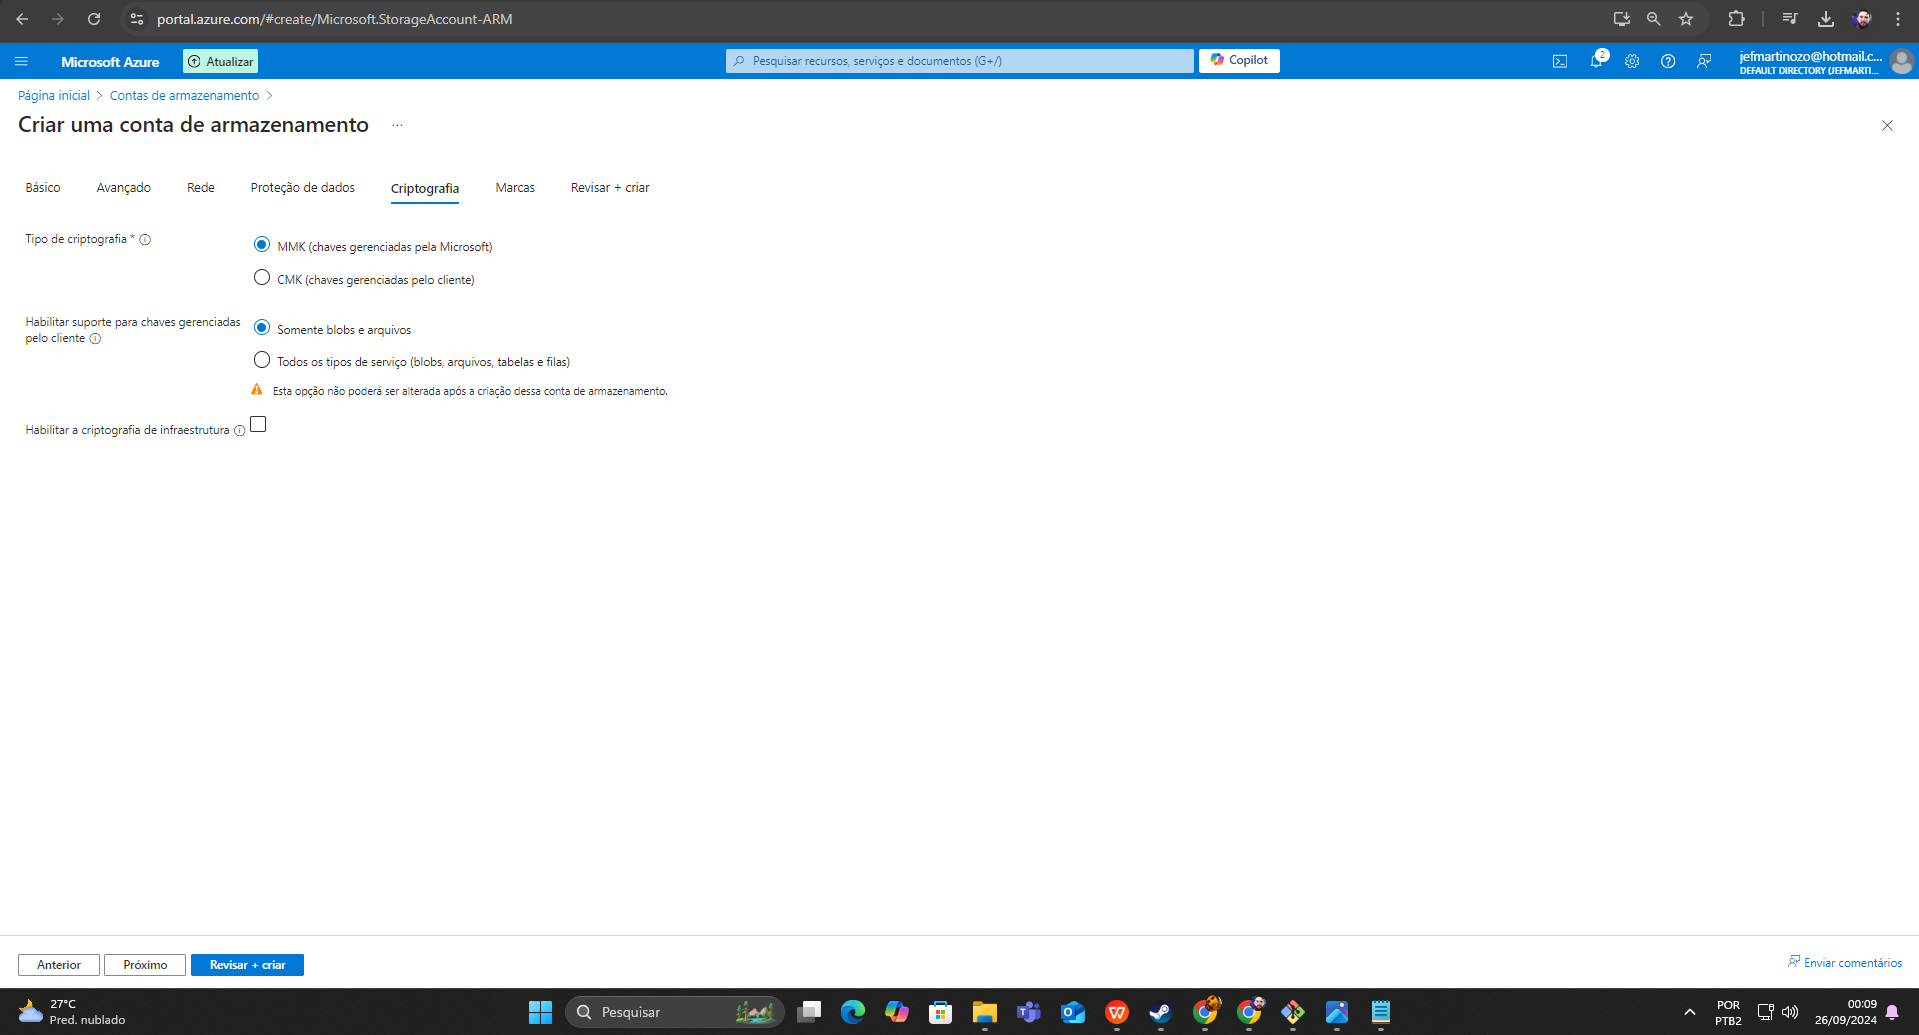 portal.azure.com/#create/Microsoft.StorageAccount-ARM
Microsoft Azure
Atualizar
Pesquisar recursos, serviços e documentos (G+/)
Copilot
2
jefmartinozo@hotmail.c...
DEFAULT DIRECTORY (JEFMARTI...
Página inicial > Contas de armazenamento >
Criar uma conta de armazenamento ...
Básico Avançado Rede Proteção de dados Criptografia Marcas Revisar + criar
Tipo de criptografia *
MMK (chaves gerenciadas pela Microsoft)
CMK (chaves gerenciadas pelo cliente)
Habilitar suporte para chaves gerenciadas
pelo cliente
Somente blobs e arquivos
Todos os tipos de serviço (blobs, arquivos, tabelas e filas)
Esta opção não poderá ser alterada após a criação dessa conta de armazenamento.
Habilitar a criptografia de infraestrutura
Anterior
Próximo
Revisar + criar
Enviar comentários
27°C
Pred. nublado
Pesquisar
POR
PTB2
00:09
26/09/2024